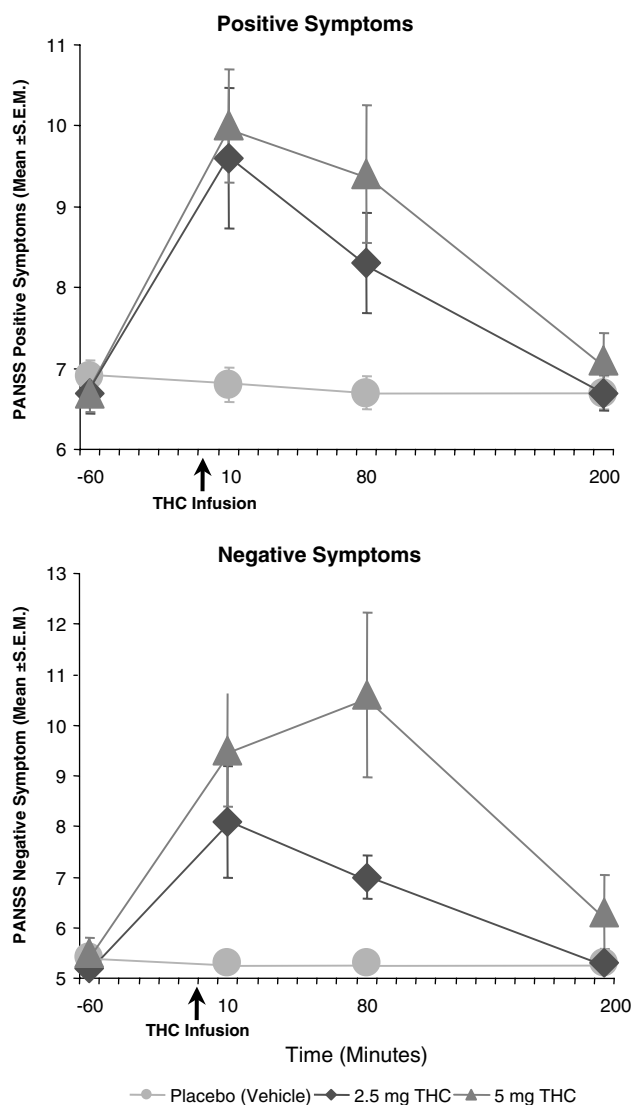 Positive Symptoms
PANSS Positive Symptoms (Mean ±S.E.M.)
11
10
9
8
7
6
-60
10
80
200
THC Infusion
Negative Symptoms
PANSS Negative Symptom (Mean ±S.E.M.)
13
12
11
10
9
8
7
6
5
-60
10
80
200
THC Infusion
Time (Minutes)
Placebo (Vehicle) 2.5 mg THC 5 mg THC